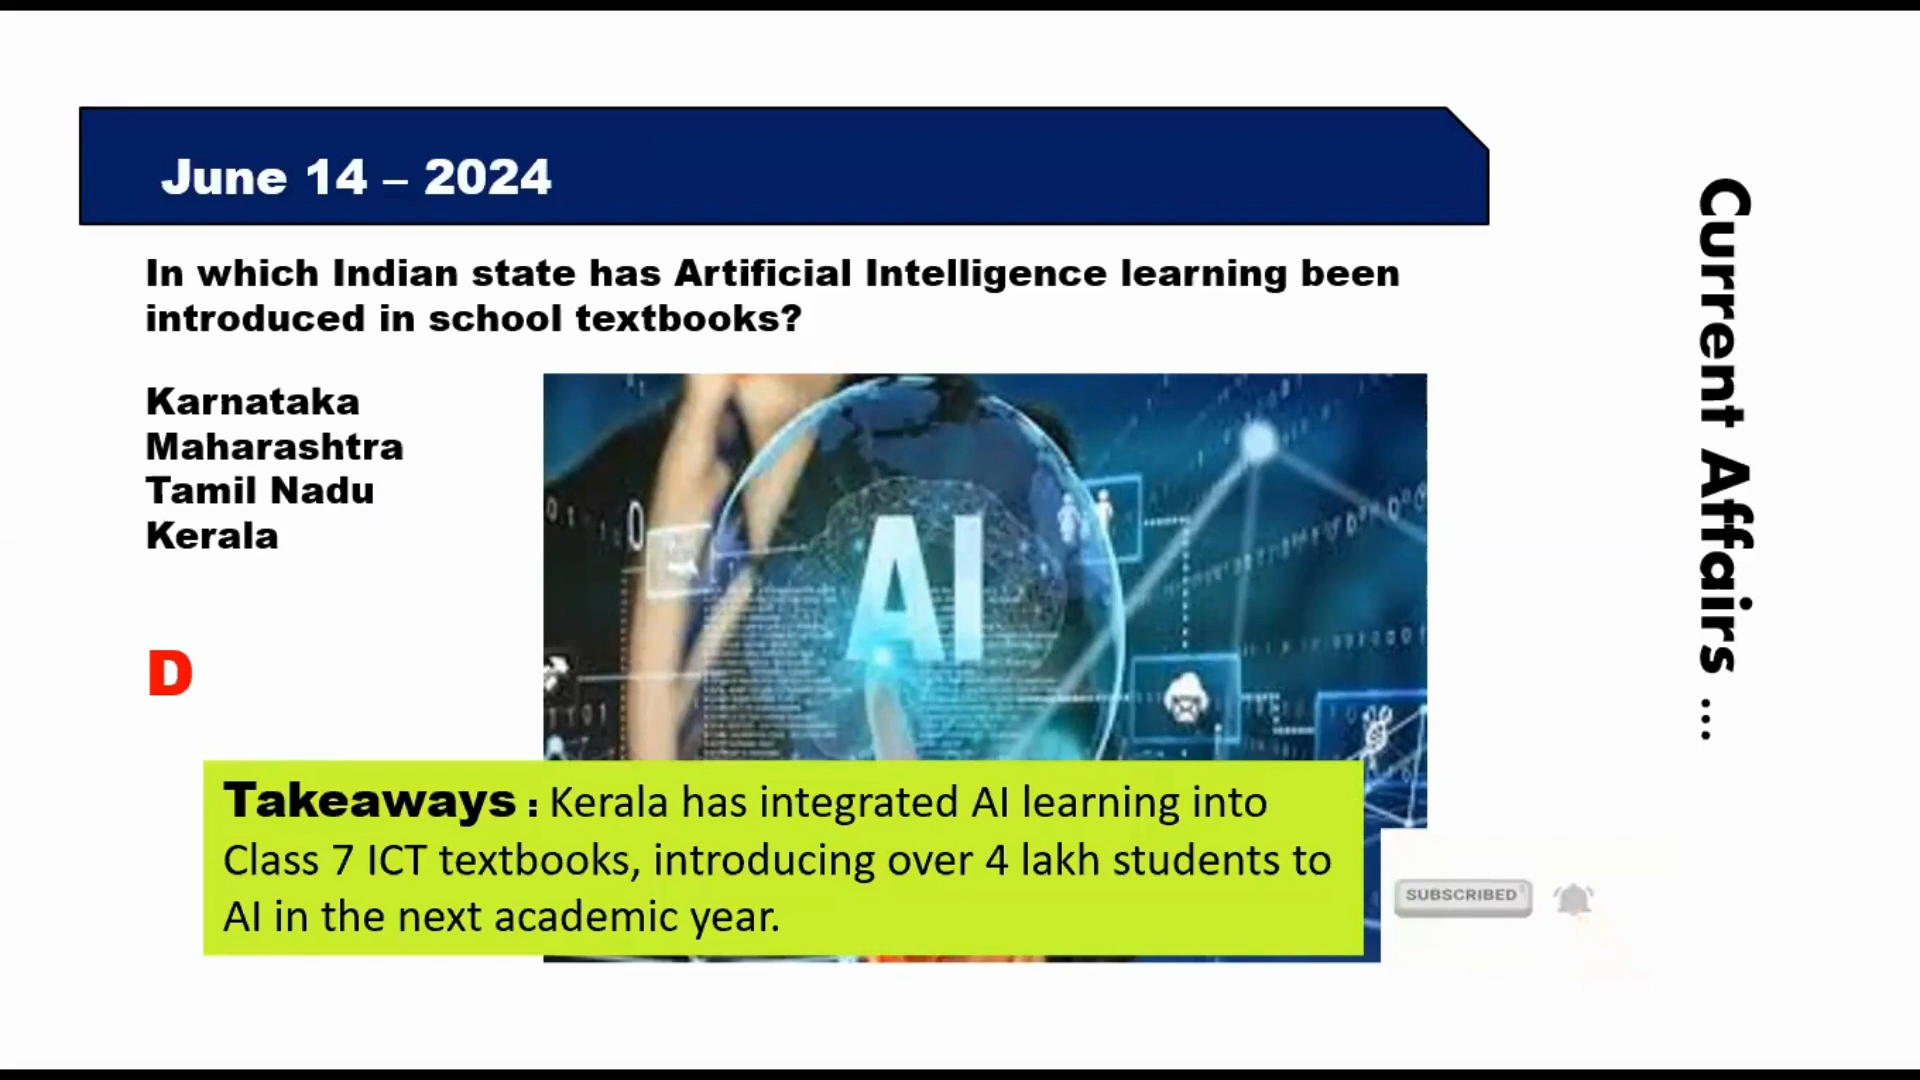 June 14 – 2024
In which Indian state has Artificial Intelligence learning been
introduced in school textbooks?
Karnataka
Maharashtra
Tamil Nadu
Kerala
D
AI
Takeaways : Kerala has integrated AI learning into
Class 7 ICT textbooks, introducing over 4 lakh students to
AI in the next academic year.
SUBSCRIBED
Current Affairs ...